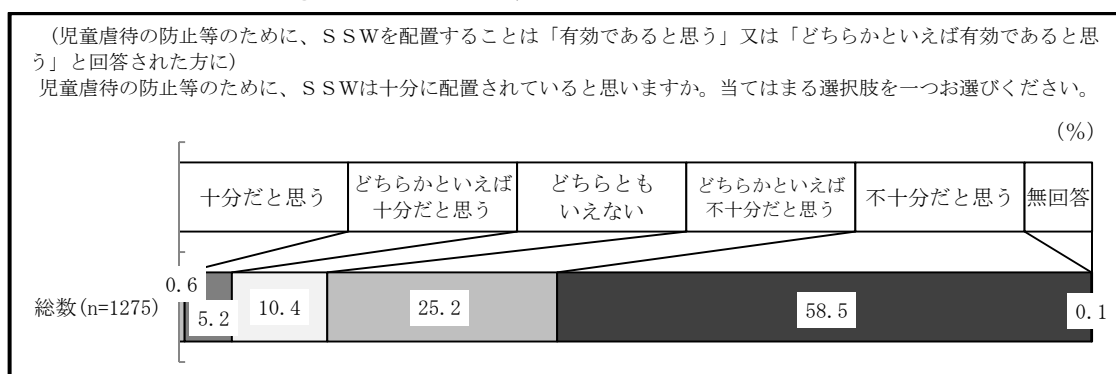 （児童虐待の防止等のために、ＳＳＷを配置することは「有効であると思う」又は「どちらかといえば有効であると思
う」と回答された方に）
児童虐待の防止等のために、ＳＳＷは十分に配置されていると思いますか。当てはまる選択肢を一つお選びください。
(%)
十分だと思う
どちらかといえば
十分だと思う
どちらとも
いえない
どちらかといえば
不十分だと思う
不十分だと思う
無回答
総数(n=1275)
0.6
5.2
10.4
25.2
58.5
0.1